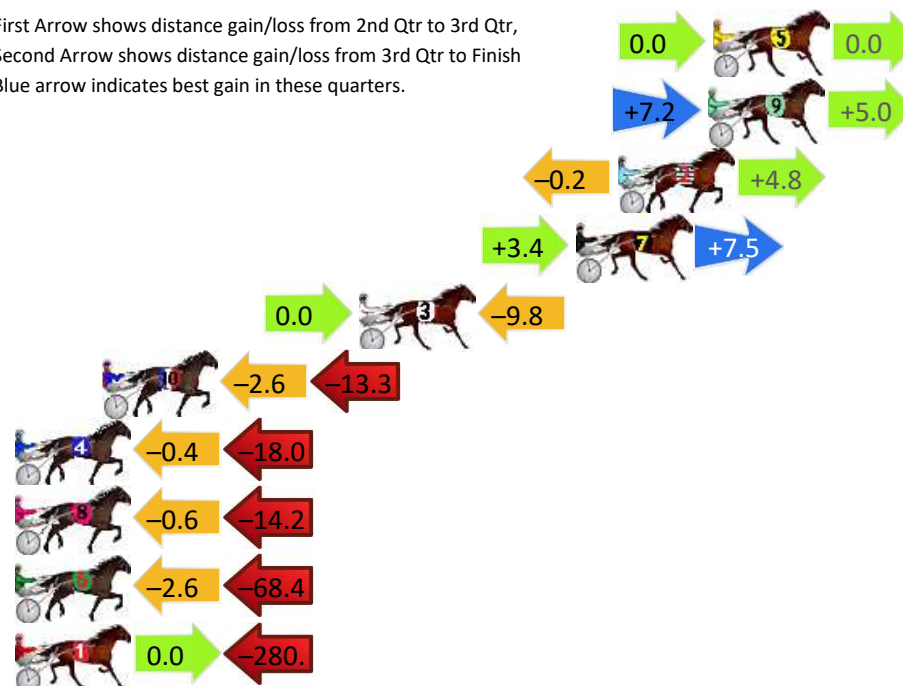 First Arrow shows distance gain/loss from 2nd Qtr to 3rd Qtr,
Second Arrow shows distance gain/loss from 3rd Qtr to Finish
Blue arrow indicates best gain in these quarters.
0.0 5 0.0
+7.2 9 +5.0
–0.2 2 +4.8
+3.4 7 +7.5
0.0 3 –9.8
10 –2.6 –13.3
4 –0.4 –18.0
8 –0.6 –14.2
6 –2.6 –68.4
1 0.0 –280.